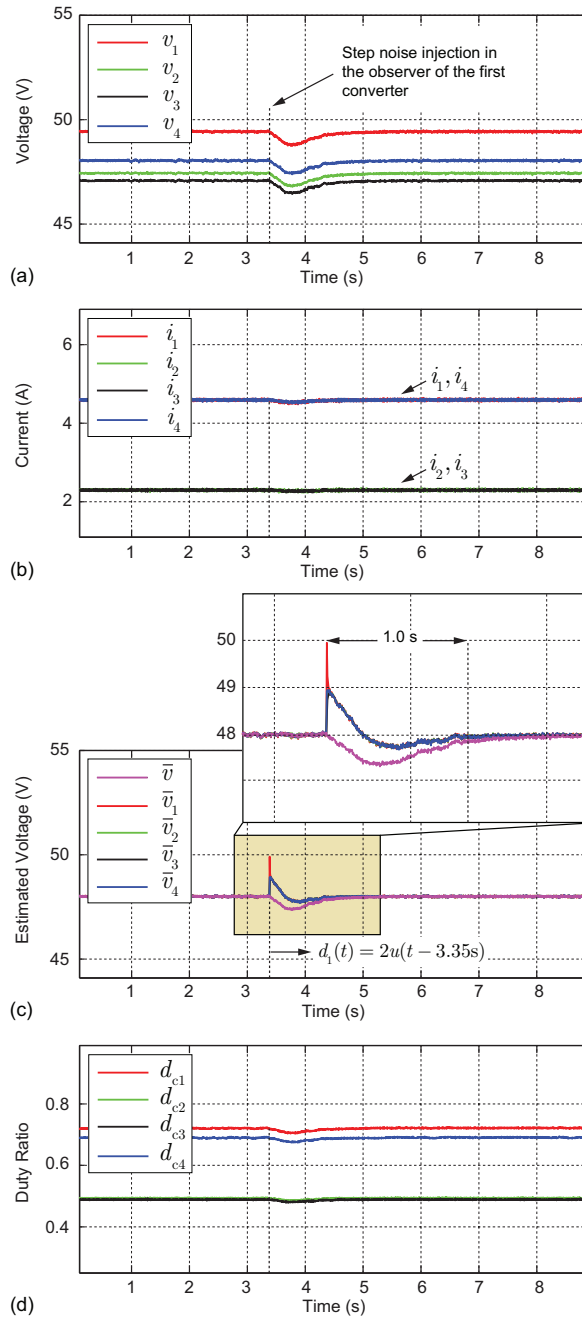 55
50
45
Voltage (V)
v₁
v₂
v₃
v₄
Step noise injection in
the observer of the first
converter
1 2 3 4 5 6 7 8
Time (s)
(a)
6
4
2
Current (A)
i₁
i₂
i₃
i₄
i₁, i₄
i₂, i₃
1 2 3 4 5 6 7 8
Time (s)
(b)
50
49
48
1.0 s
55
50
45
Estimated Voltage (V)
v̄
v̄₁
v̄₂
v̄₃
v̄₄
d₁(t) = 2u(t − 3.35s)
1 2 3 4 5 6 7 8
Time (s)
(c)
0.8
0.6
0.4
Duty Ratio
d_c1
d_c2
d_c3
d_c4
1 2 3 4 5 6 7 8
Time (s)
(d)